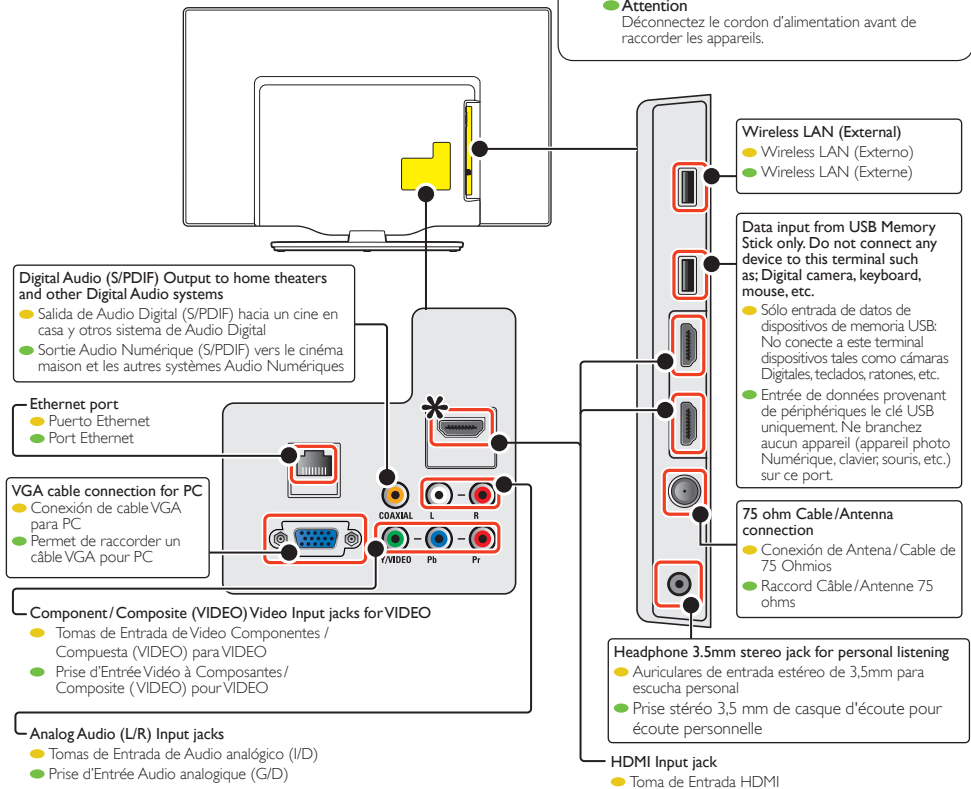 Attention
Déconnectez le cordon d'alimentation avant de
raccorder les appareils.
Wireless LAN (External)
Wireless LAN (Externo)
Wireless LAN (Externe)
Data input from USB Memory
Stick only. Do not connect any
device to this terminal such
as; Digital camera, keyboard,
mouse, etc.
Sólo entrada de datos de
dispositivos de memoria USB:
No conecte a este terminal
dispositivos tales como cámaras
Digitales, teclados, ratones, etc.
Entrée de données provenant
de périphériques le clé USB
uniquement. Ne branchez
aucun appareil (appareil photo
Numérique, clavier, souris, etc.)
sur ce port.
Digital Audio (S/PDIF) Output to home theaters
and other Digital Audio systems
Salida de Audio Digital (S/PDIF) hacia un cine en
casa y otros sistema de Audio Digital
Sortie Audio Numérique (S/PDIF) vers le cinéma
maison et les autres systèmes Audio Numériques
Ethernet port
Puerto Ethernet
Port Ethernet
VGA cable connection for PC
Conexión de cable VGA
para PC
Permet de raccorder un
câble VGA pour PC
*
COAXIAL L R
Y/VIDEO Pb Pr
75 ohm Cable/Antenna
connection
Conexión de Antena/Cable de
75 Ohmios
Raccord Câble/Antenne 75
ohms
Component/Composite (VIDEO) Video Input jacks for VIDEO
Tomas de Entrada de Video Componentes /
Compuesta (VIDEO) para VIDEO
Prise d'Entrée Vidéo à Composantes/
Composite (VIDEO) pour VIDEO
Headphone 3.5mm stereo jack for personal listening
Auriculares de entrada estéreo de 3,5mm para
escucha personal
Prise stéréo 3,5 mm de casque d'écoute pour
écoute personnelle
Analog Audio (L/R) Input jacks
Tomas de Entrada de Audio analógico (I/D)
Prise d'Entrée Audio analogique (G/D)
HDMI Input jack
Toma de Entrada HDMI